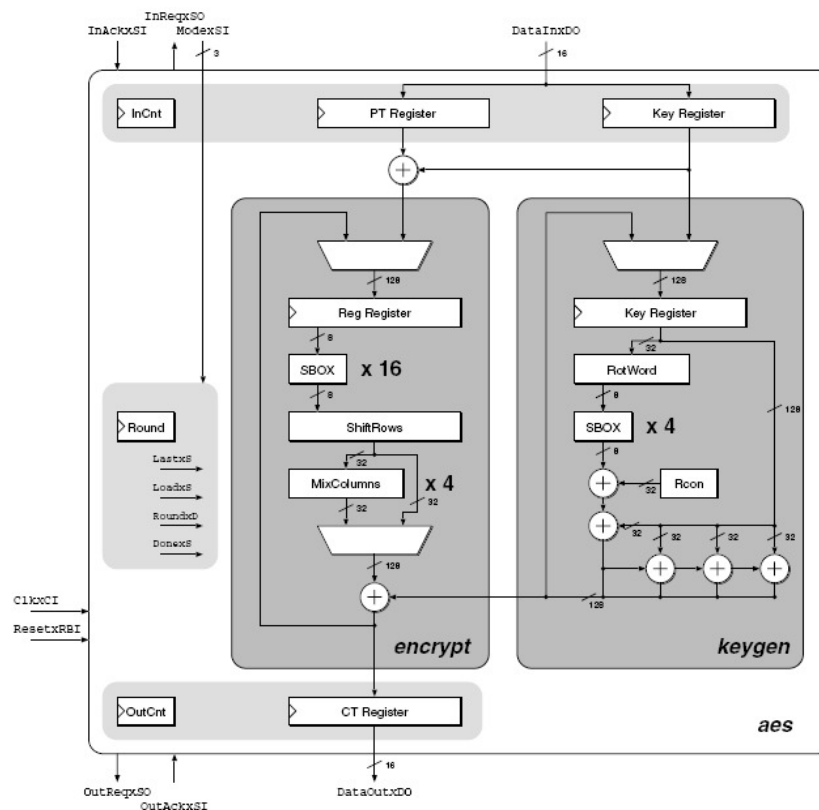 InReqxSO
InAckxSI
ModexSI
DataInxDO
3
16
InCnt
PT Register
Key Register
128
128
Reg Register
Key Register
8
32
SBOX
x 16
RotWord
8
8
128
Round
ShiftRows
SBOX
x 4
LastxS
32
8
MixColumns
x 4
Rcon
32
LoadxS
32
32
RoundxD
32
32
32
32
DonexS
128
ClkxCI
128
ResetxRBI
encrypt
keygen
OutCnt
CT Register
aes
16
OutReqxSO
DataOutxDO
OutAckxSI